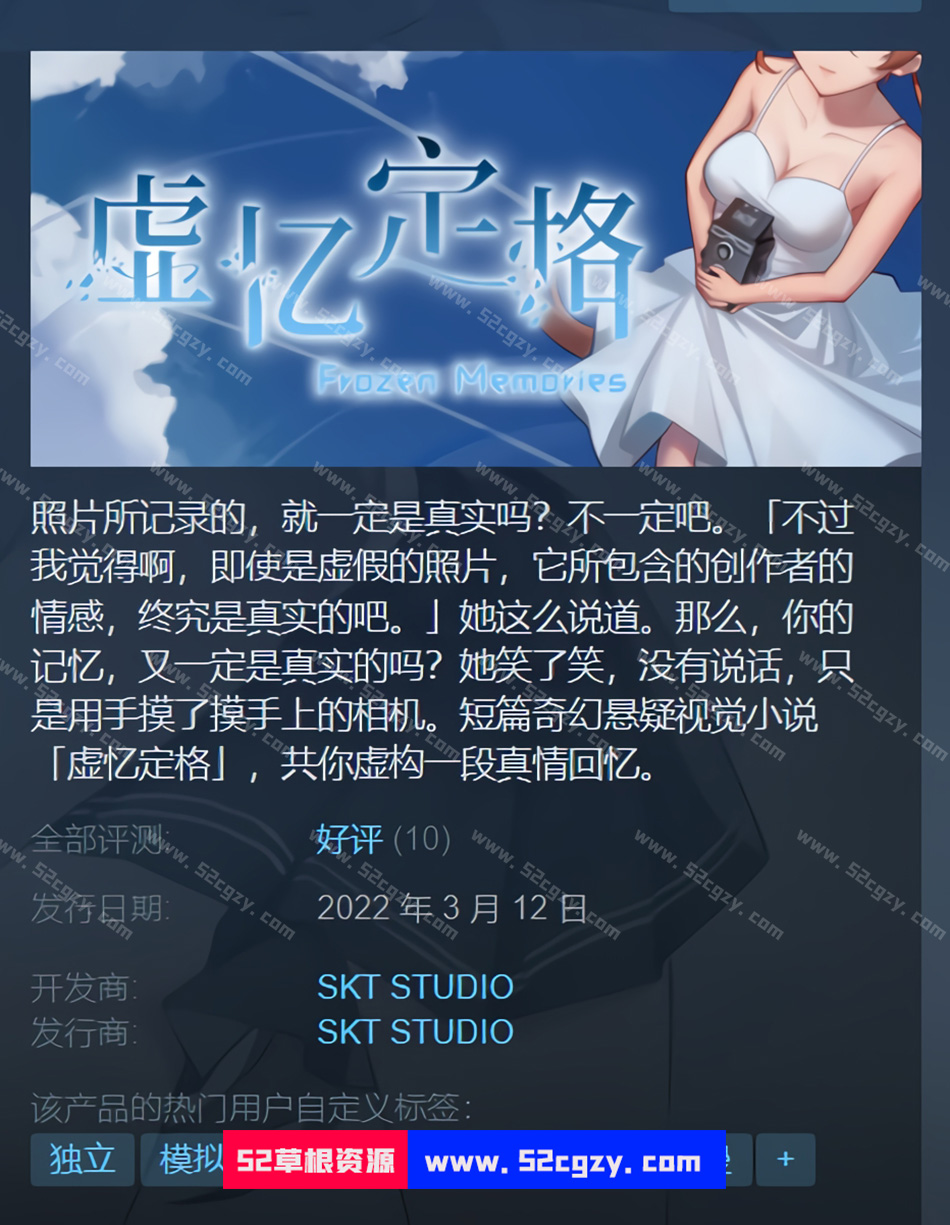 虚忆定格
Frozen Memories
照片所记录的，就一定是真实吗？不一定吧。「不过
我觉得啊，即使是虚假的照片，它所包含的创作者的
情感，终究是真实的吧。」她这么说道。那么，你的
记忆，又一定是真实的吗？她笑了笑，没有说话，只
是用手摸了摸手上的相机。短篇奇幻悬疑视觉小说
「虚忆定格」，共你虚构一段真情回忆。
全部评测: 好评 (10)
发行日期: 2022 年 3 月 12 日
开发商: SKT STUDIO
发行商: SKT STUDIO
该产品的热门用户自定义标签：
独立 模拟 +
52草根资源 www.52cgzy.com